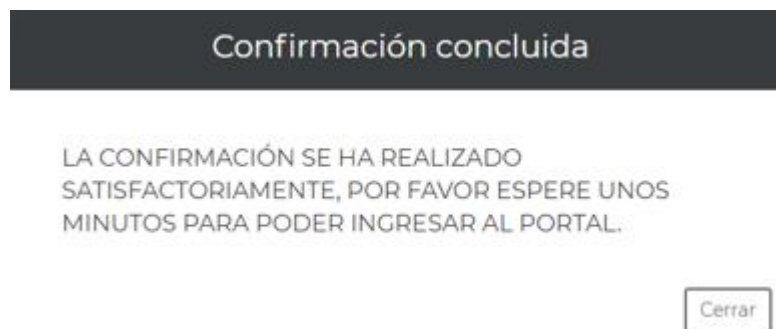 Confirmación concluida
LA CONFIRMACIÓN SE HA REALIZADO
SATISFACTORIAMENTE, POR FAVOR ESPERE UNOS
MINUTOS PARA PODER INGRESAR AL PORTAL.
Cerrar